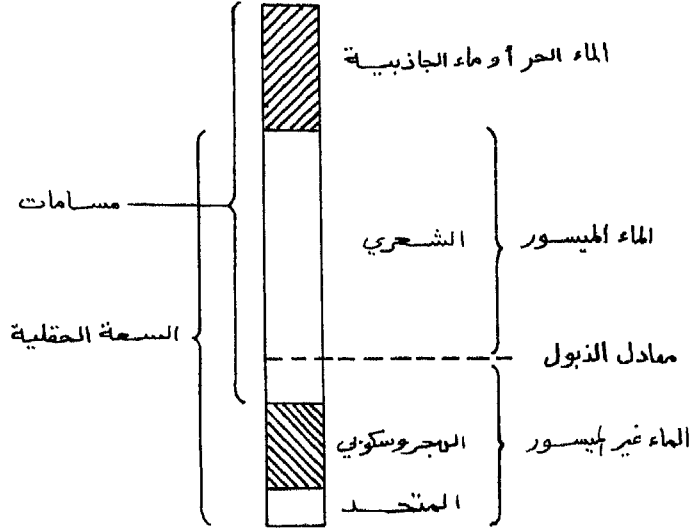 الماء الحر أو ماء الجاذبية
مسامات
الشعري
الماء الميسور
السعة الحقلية
معادل الذبول
الهجروسكوبي
الماء غير الميسور
المتحد